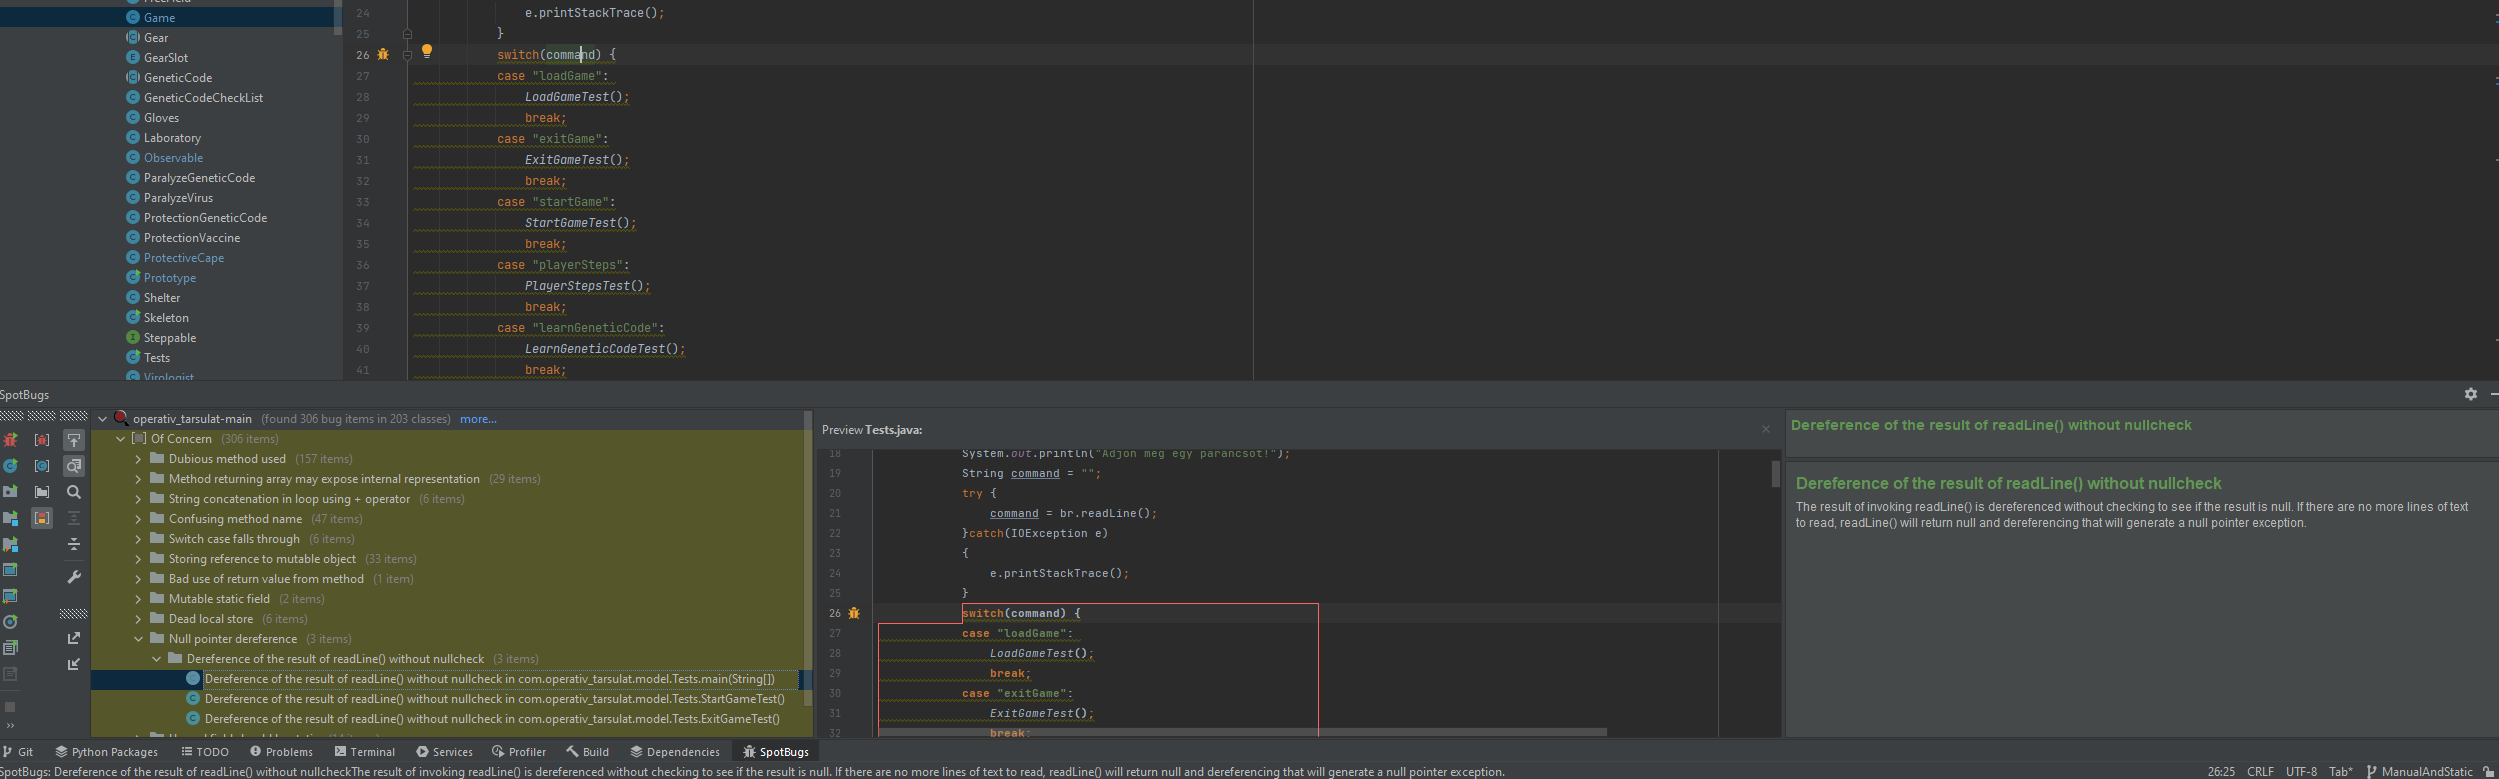 Game
Gear
GearSlot
GeneticCode
GeneticCodeCheckList
Gloves
Laboratory
Observable
ParalyzeGeneticCode
ParalyzeVirus
ProtectionGeneticCode
ProtectionVaccine
ProtectiveCape
Prototype
Shelter
Skeleton
Steppable
Tests
Virologist
24 e.printStackTrace();
25 }
26 switch(command) {
27 case "loadGame":
28 LoadGameTest();
29 break;
30 case "exitGame":
31 ExitGameTest();
32 break;
33 case "startGame":
34 StartGameTest();
35 break;
36 case "playerSteps":
37 PlayerStepsTest();
38 break;
39 case "learnGeneticCode":
40 LearnGeneticCodeTest();
41 break;
SpotBugs
operativ_tarsulat-main (found 306 bug items in 203 classes) more...
Of Concern (306 items)
Dubious method used (157 items)
Method returning array may expose internal representation (29 items)
String concatenation in loop using + operator (6 items)
Confusing method name (47 items)
Switch case falls through (6 items)
Storing reference to mutable object (33 items)
Bad use of return value from method (1 item)
Mutable static field (2 items)
Dead local store (6 items)
Null pointer dereference (3 items)
Dereference of the result of readLine() without nullcheck (3 items)
Dereference of the result of readLine() without nullcheck in com.operativ_tarsulat.model.Tests.main(String[])
Dereference of the result of readLine() without nullcheck in com.operativ_tarsulat.model.Tests.StartGameTest()
Dereference of the result of readLine() without nullcheck in com.operativ_tarsulat.model.Tests.ExitGameTest()
Preview Tests.java:
18 System.out.println("Adjon meg egy parancsot!");
19 String command = "";
20 try {
21 command = br.readLine();
22 }catch(IOException e)
23 {
24 e.printStackTrace();
25 }
26 switch(command) {
27 case "loadGame":
28 LoadGameTest();
29 break;
30 case "exitGame":
31 ExitGameTest();
32 break;
Dereference of the result of readLine() without nullcheck
Dereference of the result of readLine() without nullcheck
The result of invoking readLine() is dereferenced without checking to see if the result is null. If there are no more lines of text
to read, readLine() will return null and dereferencing that will generate a null pointer exception.
Git Python Packages TODO Problems Terminal Services Profiler Build Dependencies SpotBugs
SpotBugs: Dereference of the result of readLine() without nullcheckThe result of invoking readLine() is dereferenced without checking to see if the result is null. If there are no more lines of text to read, readLine() will return null and dereferencing that will generate a null pointer exception. 26:25 CRLF UTF-8 Tab* ManualAndStatic